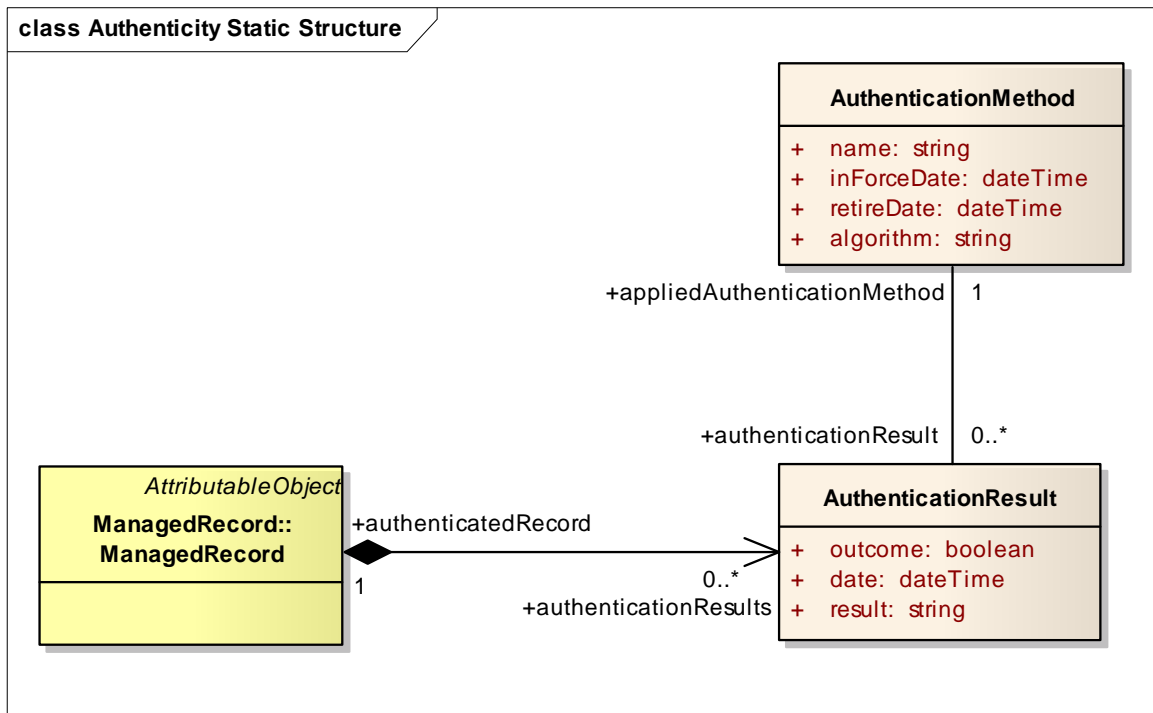 class Authenticity Static Structure
AuthenticationMethod
+ name: string
+ inForceDate: dateTime
+ retireDate: dateTime
+ algorithm: string
+appliedAuthenticationMethod 1
+authenticationResult 0..*
AttributableObject
ManagedRecord::
ManagedRecord
+authenticatedRecord
1
0..*
+authenticationResults
AuthenticationResult
+ outcome: boolean
+ date: dateTime
+ result: string